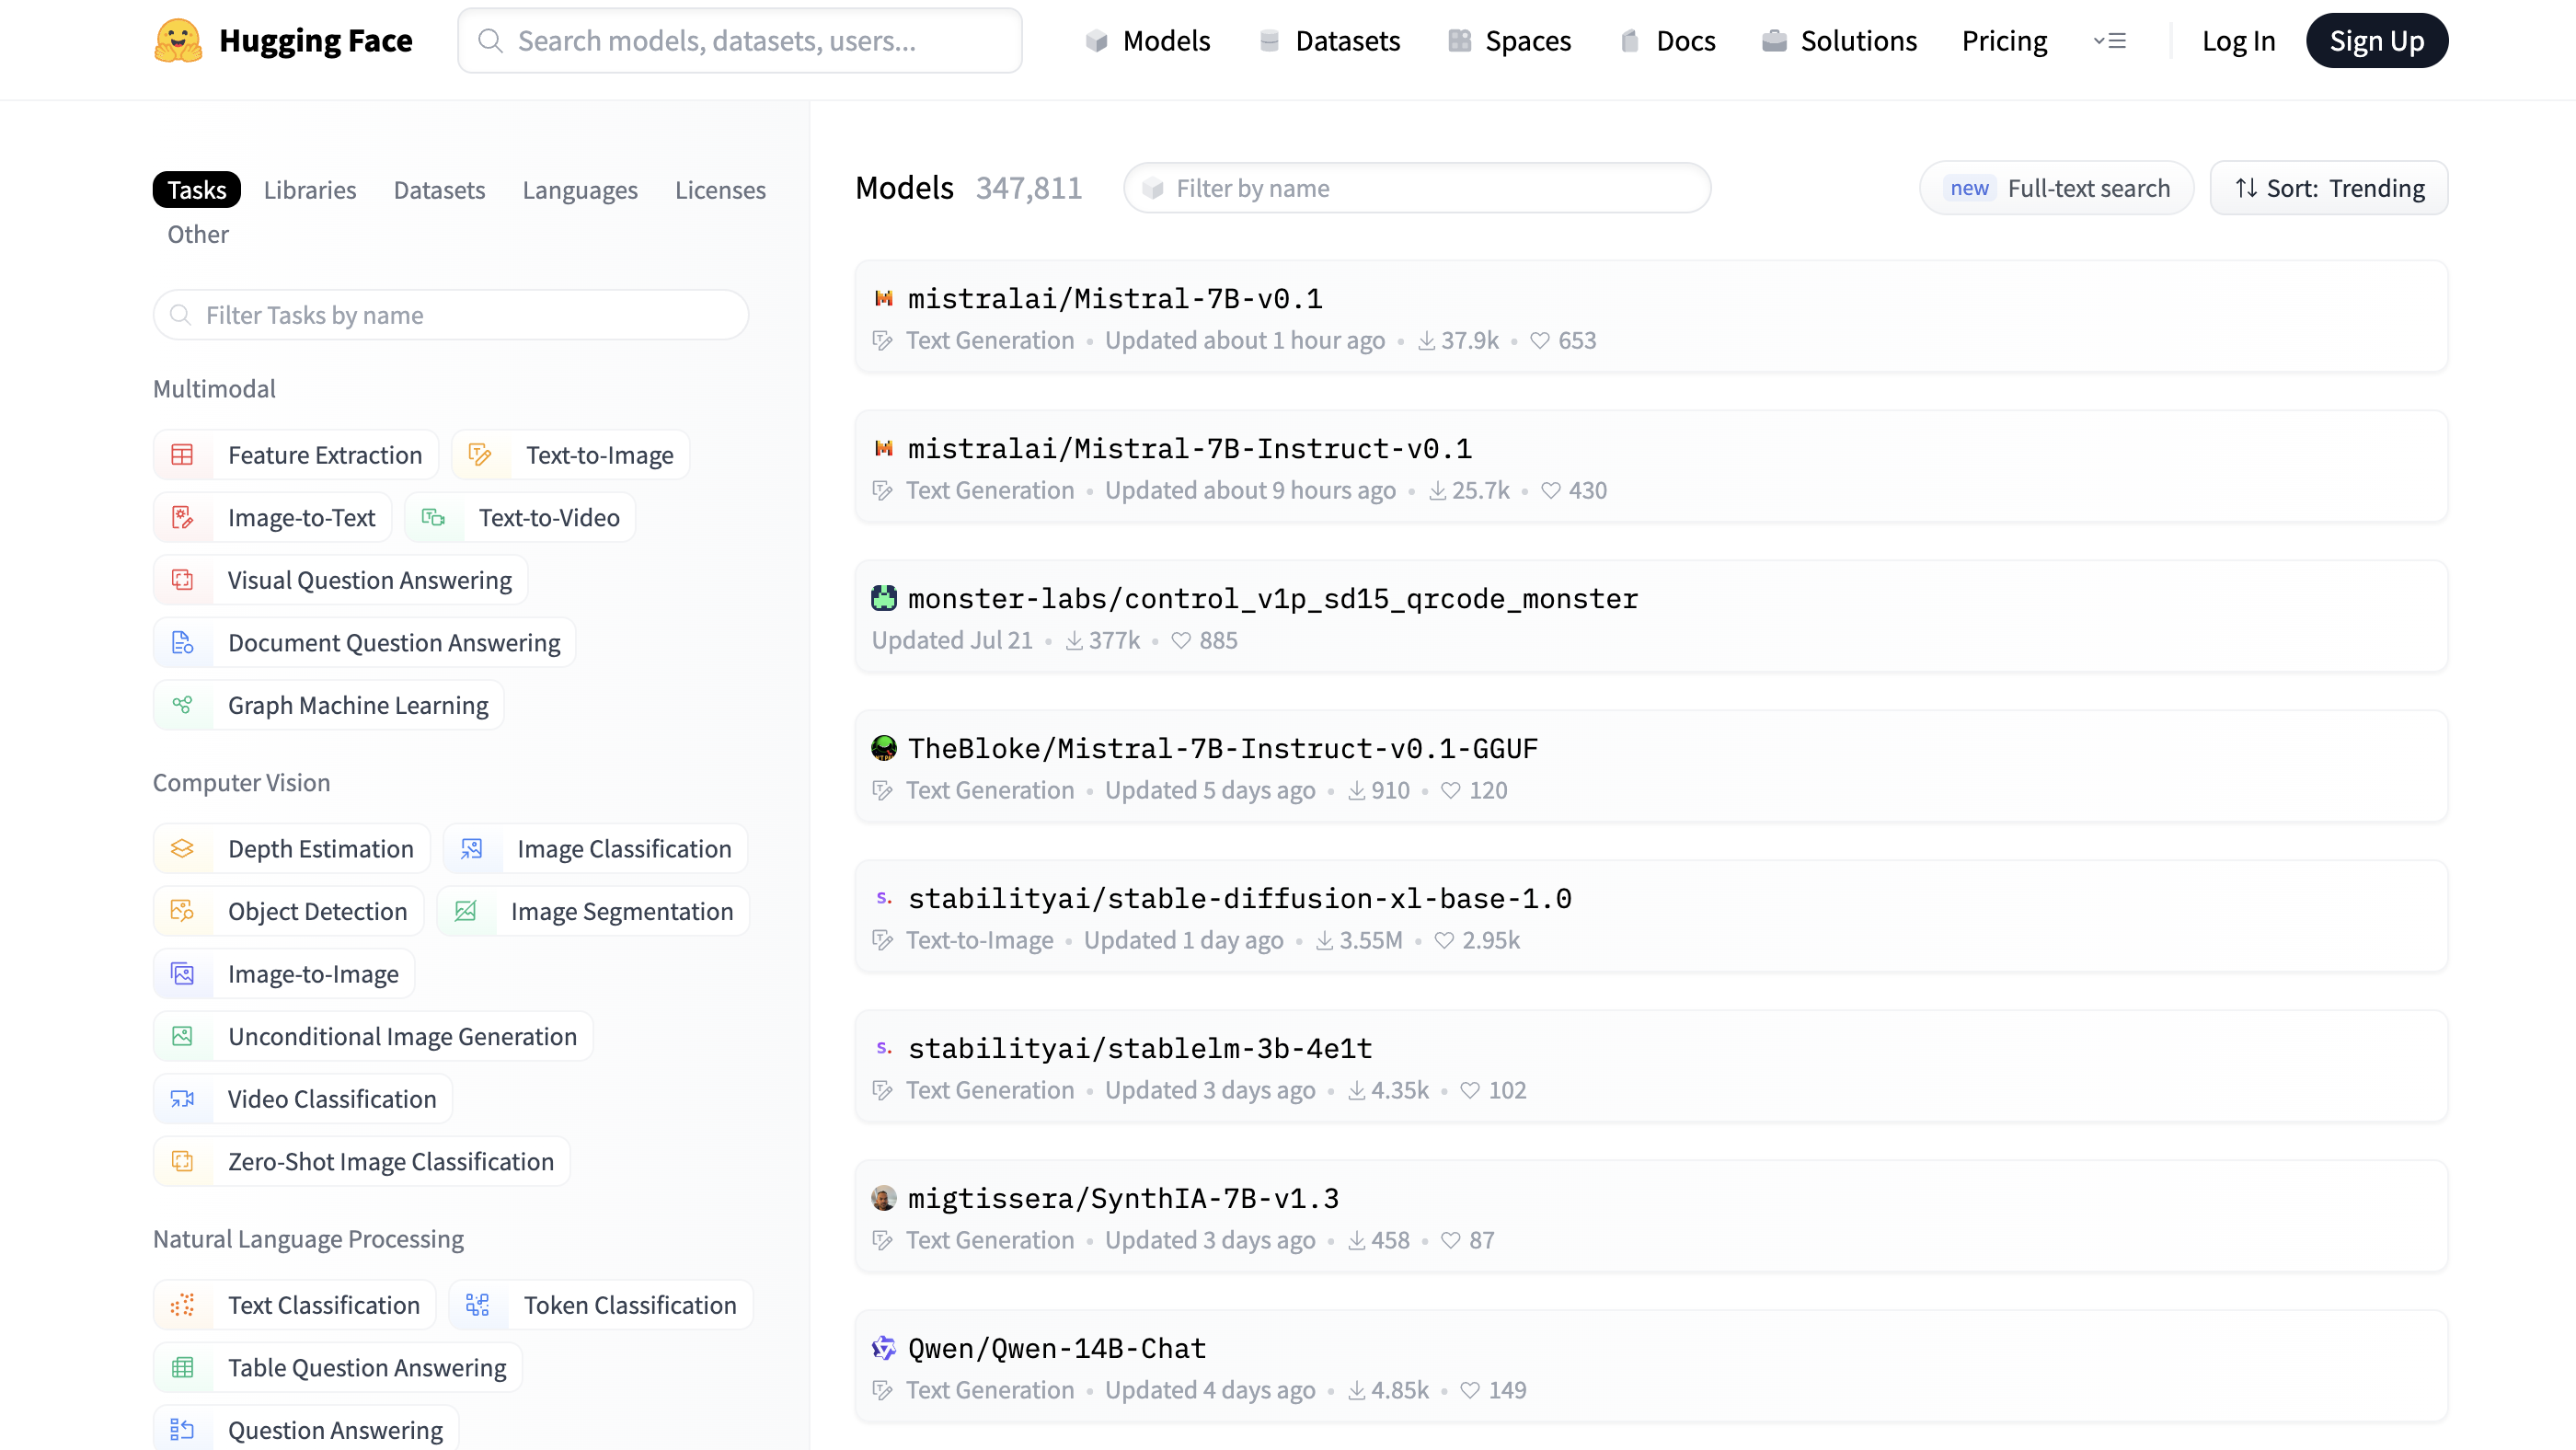 Hugging Face
Search models, datasets, users...
Models
Datasets
Spaces
Docs
Solutions
Pricing
Log In
Sign Up
Tasks
Libraries
Datasets
Languages
Licenses
Other
Filter Tasks by name
Multimodal
Feature Extraction
Text-to-Image
Image-to-Text
Text-to-Video
Visual Question Answering
Document Question Answering
Graph Machine Learning
Computer Vision
Depth Estimation
Image Classification
Object Detection
Image Segmentation
Image-to-Image
Unconditional Image Generation
Video Classification
Zero-Shot Image Classification
Natural Language Processing
Text Classification
Token Classification
Table Question Answering
Question Answering
Models 347,811
Filter by name
new Full-text search
Sort: Trending
mistralai/Mistral-7B-v0.1
Text Generation • Updated about 1 hour ago • 37.9k • 653
mistralai/Mistral-7B-Instruct-v0.1
Text Generation • Updated about 9 hours ago • 25.7k • 430
monster-labs/control_v1p_sd15_qrcode_monster
Updated Jul 21 • 377k • 885
TheBloke/Mistral-7B-Instruct-v0.1-GGUF
Text Generation • Updated 5 days ago • 910 • 120
stabilityai/stable-diffusion-xl-base-1.0
Text-to-Image • Updated 1 day ago • 3.55M • 2.95k
stabilityai/stablelm-3b-4e1t
Text Generation • Updated 3 days ago • 4.35k • 102
migtissera/SynthIA-7B-v1.3
Text Generation • Updated 3 days ago • 458 • 87
Qwen/Qwen-14B-Chat
Text Generation • Updated 4 days ago • 4.85k • 149